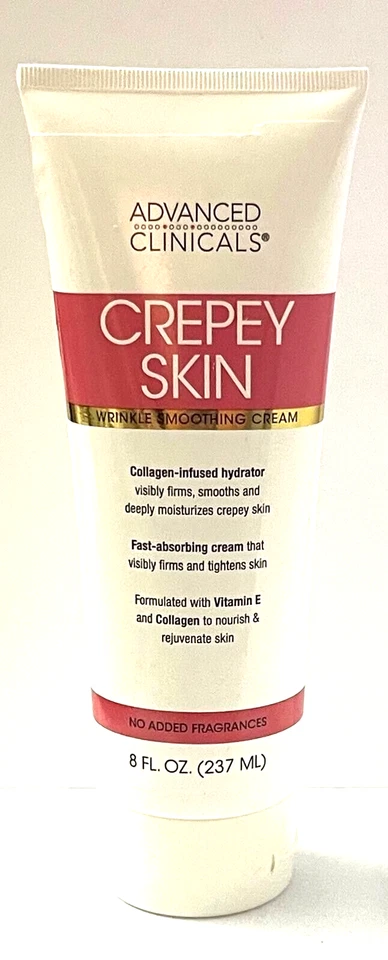 ADVANCED
CLINICALS®
CREPEY
SKIN
WRINKLE SMOOTHING CREAM
Collagen-infused hydrator
visibly firms, smooths and
deeply moisturizes crepey skin
Fast-absorbing cream that
visibly firms and tightens skin
Formulated with Vitamin E
and Collagen to nourish &
rejuvenate skin
NO ADDED FRAGRANCES
8 FL. OZ. (237 ML)